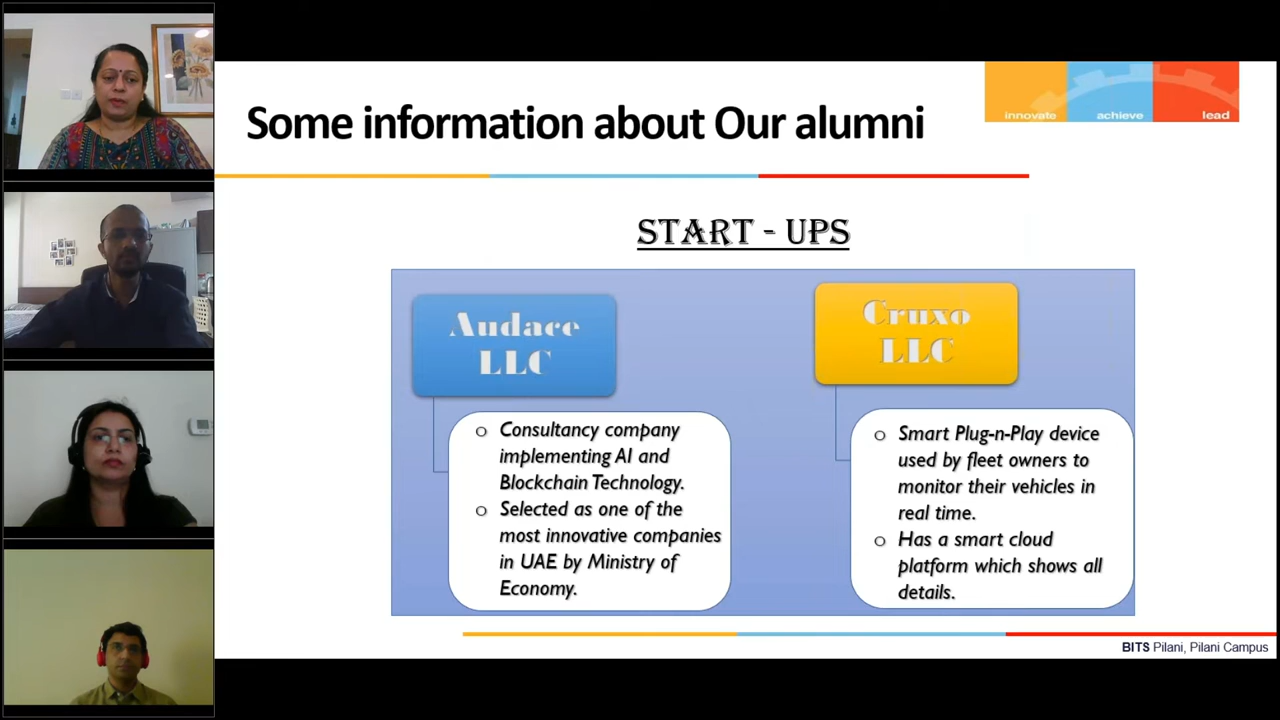 Some information about Our alumni
innovate achieve lead
START - UPS
Audace
LLC
o Consultancy company
implementing AI and
Blockchain Technology.
o Selected as one of the
most innovative companies
in UAE by Ministry of
Economy.
Cruxo
LLC
o Smart Plug-n-Play device
used by fleet owners to
monitor their vehicles in
real time.
o Has a smart cloud
platform which shows all
details.
BITS Pilani, Pilani Campus